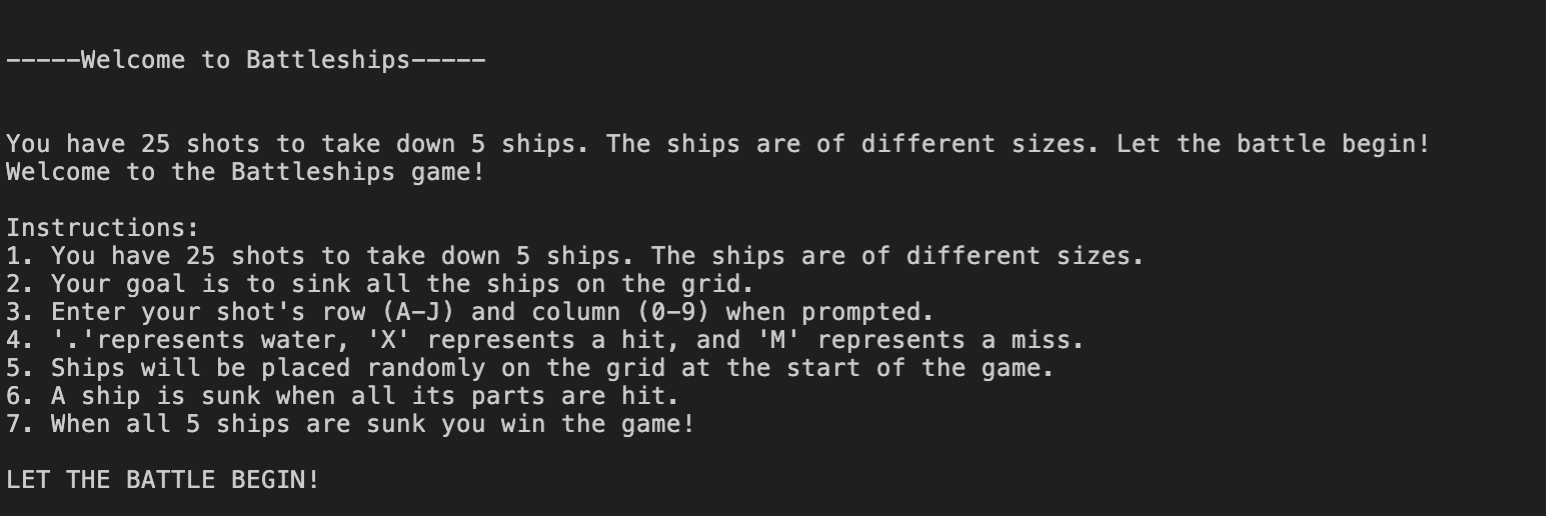 -----Welcome to Battleships-----
You have 25 shots to take down 5 ships. The ships are of different sizes. Let the battle begin!
Welcome to the Battleships game!
Instructions:
1. You have 25 shots to take down 5 ships. The ships are of different sizes.
2. Your goal is to sink all the ships on the grid.
3. Enter your shot's row (A-J) and column (0-9) when prompted.
4. '.'represents water, 'X' represents a hit, and 'M' represents a miss.
5. Ships will be placed randomly on the grid at the start of the game.
6. A ship is sunk when all its parts are hit.
7. When all 5 ships are sunk you win the game!
LET THE BATTLE BEGIN!